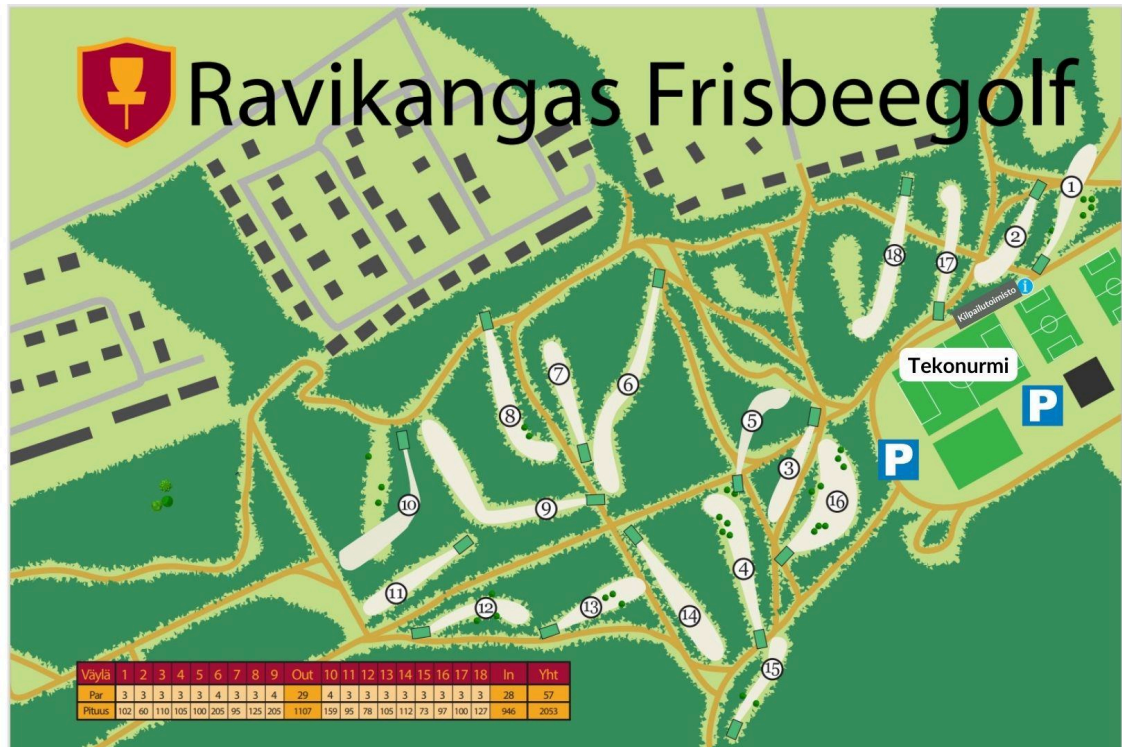 Ravikangas Frisbeegolf
1
2
17
18
i
Kilpailutoimisto
Tekonurmi
P
P
7
6
8
5
3
16
10
9
4
11
12
13
14
15
Väylä 1 2 3 4 5 6 7 8 9 Out 10 11 12 13 14 15 16 17 18 In Yht
Par 3 3 3 3 3 4 3 3 4 29 4 3 3 3 3 3 3 3 3 28 57
Pituus 102 60 110 105 100 205 95 125 205 1107 159 95 78 105 112 73 97 100 127 946 2053